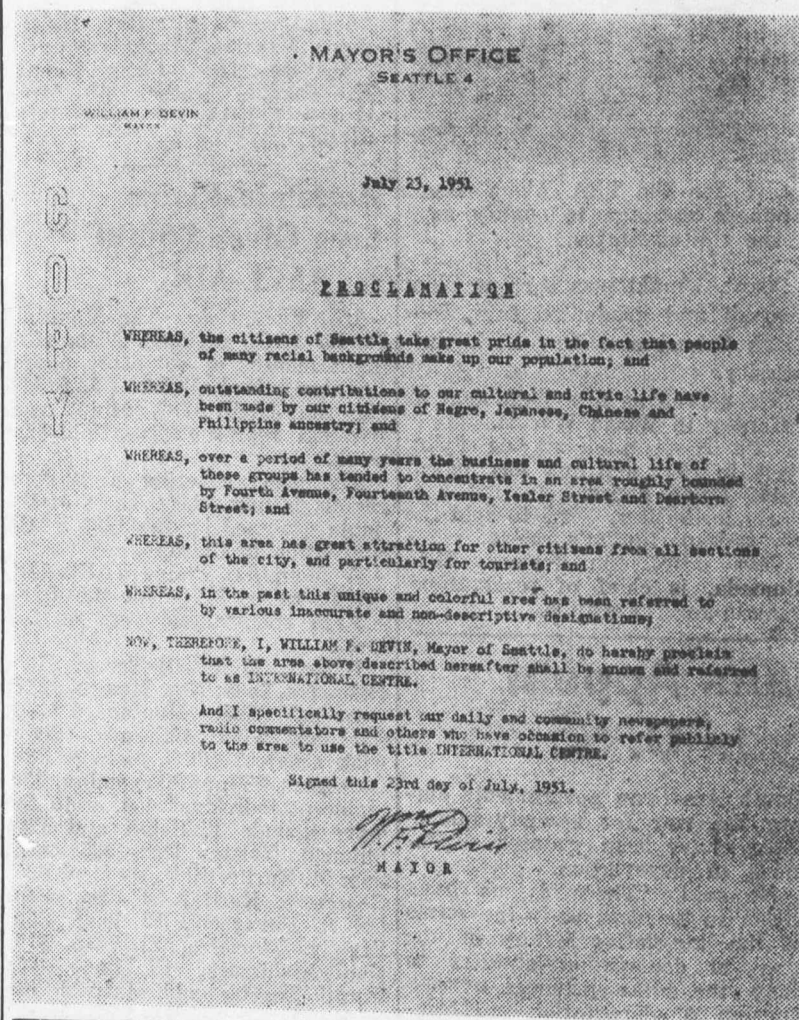 MAYOR'S OFFICE
SEATTLE 4
WILLIAM F. DEVIN
MAYOR
July 23, 1951
COPY
PROCLAMATION
WHEREAS, the citizens of Seattle take great pride in the fact that people
of many racial backgrounds make up our population; and
WHEREAS, outstanding contributions to our cultural and civic life have
been made by our citizens of Negro, Japanese, Chinese and
Philippine ancestry; and
WHEREAS, over a period of many years the business and cultural life of
these groups has tended to concentrate in an area roughly bounded
by Fourth Avenue, Fourteenth Avenue, Yesler Street and Dearborn
Street; and
WHEREAS, this area has great attraction for other citizens from all sections
of the city, and particularly for tourists; and
WHEREAS, in the past this unique and colorful area has been referred to
by various inaccurate and non-descriptive designations;
NOW, THEREFORE, I, WILLIAM F. DEVIN, Mayor of Seattle, do hereby proclaim
that the area above described hereafter shall be known and referred
to as INTERNATIONAL CENTRE.
And I specifically request our daily and community newspapers,
radio commentators and others who have occasion to refer publicly
to the area to use the title INTERNATIONAL CENTRE.
Signed this 23rd day of July, 1951.
Wm F. Devin
MAYOR